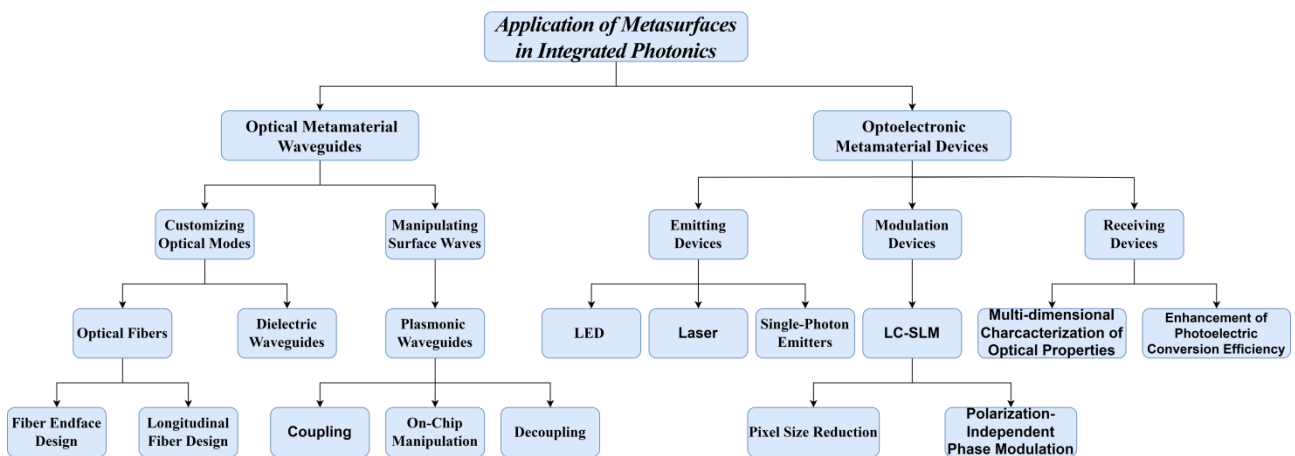 Application of Metasurfaces
in Integrated Photonics
Optical Metamaterial
Waveguides
Optoelectronic
Metamaterial Devices
Customizing
Optical Modes
Manipulating
Surface Waves
Emitting
Devices
Modulation
Devices
Receiving
Devices
Optical Fibers
Dielectric
Waveguides
Plasmonic
Waveguides
LED
Laser
Single-Photon
Emitters
LC-SLM
Multi-dimensional
Charcacterization of
Optical Properties
Enhancement of
Photoelectric
Conversion Efficiency
Fiber Endface
Design
Longitudinal
Fiber Design
Coupling
On-Chip
Manipulation
Decoupling
Pixel Size Reduction
Polarization-
Independent
Phase Modulation